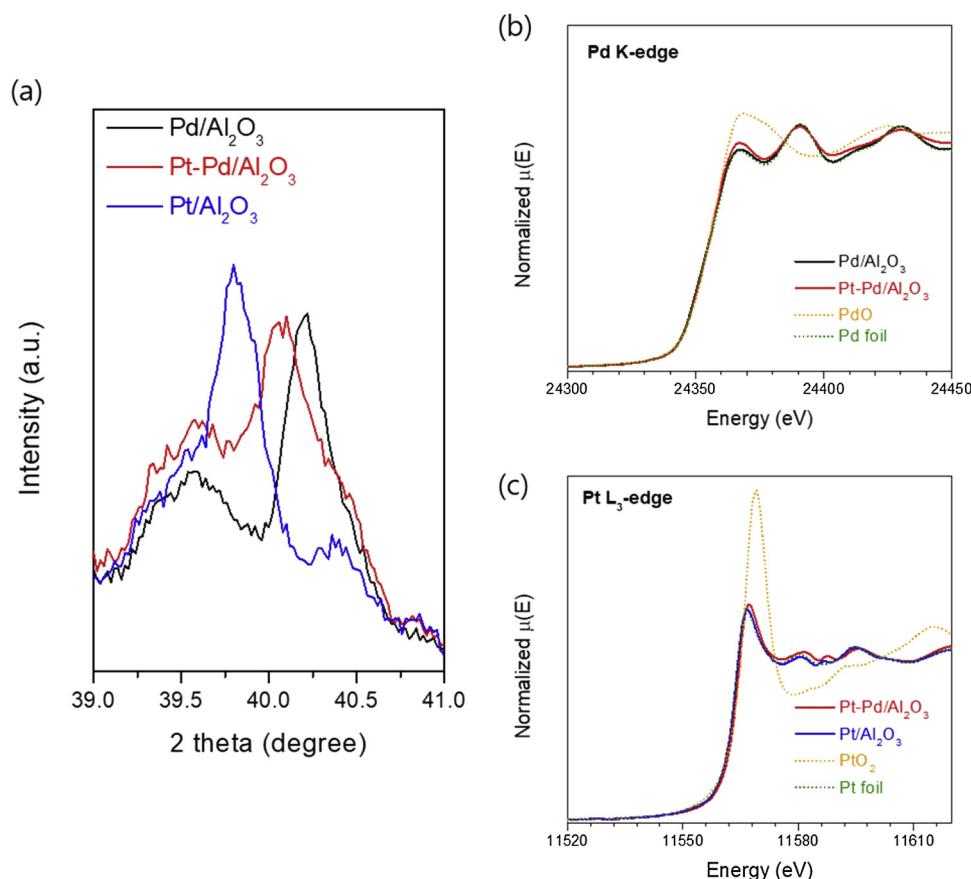 (a)
Pd/Al₂O₃
Pt-Pd/Al₂O₃
Pt/Al₂O₃
Intensity (a.u.)
39.0 39.5 40.0 40.5 41.0
2 theta (degree)
(b)
Pd K-edge
Normalized μ(E)
Pd/Al₂O₃
Pt-Pd/Al₂O₃
PdO
Pd foil
24300 24350 24400 24450
Energy (eV)
(c)
Pt L₃-edge
Normalized μ(E)
Pt-Pd/Al₂O₃
Pt/Al₂O₃
PtO₂
Pt foil
11520 11550 11580 11610
Energy (eV)